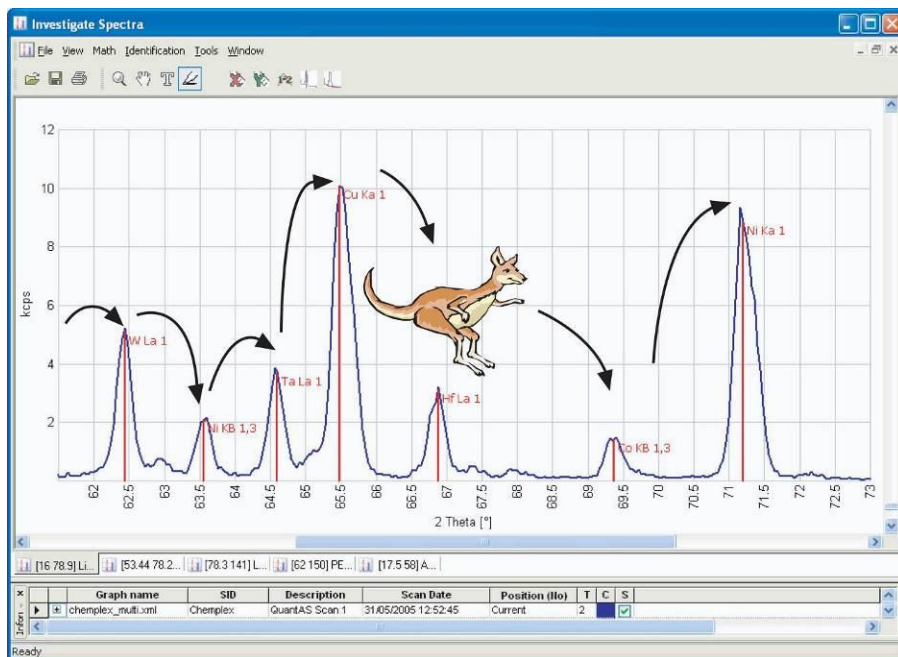 Investigate Spectra
File View Math Identification Tools Window
12
10
8
6
4
2
kcps
W La 1
Ni KB 1,3
Ta La 1
Cu Ka 1
Hf La 1
Co KB 1,3
Ni Ka 1
62 62.5 63 63.5 64 64.5 65 65.5 66 66.5 67 67.5 68 68.5 69 69.5 70 70.5 71 71.5 72 72.5 73
2 Theta [°]
[16 78.9] Li... [53.44 78.2... [78.3 141] L... [62 150] PE... [17.5 58] A...
Graph name SID Description Scan Date Position (llo) T C S
chemplex_multi.xml Chemplex QuantAS Scan 1 31/05/2005 12:52:45 Current 2
Ready